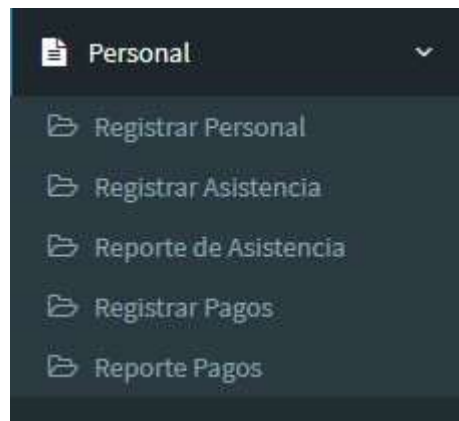 Personal
Registrar Personal
Registrar Asistencia
Reporte de Asistencia
Registrar Pagos
Reporte Pagos